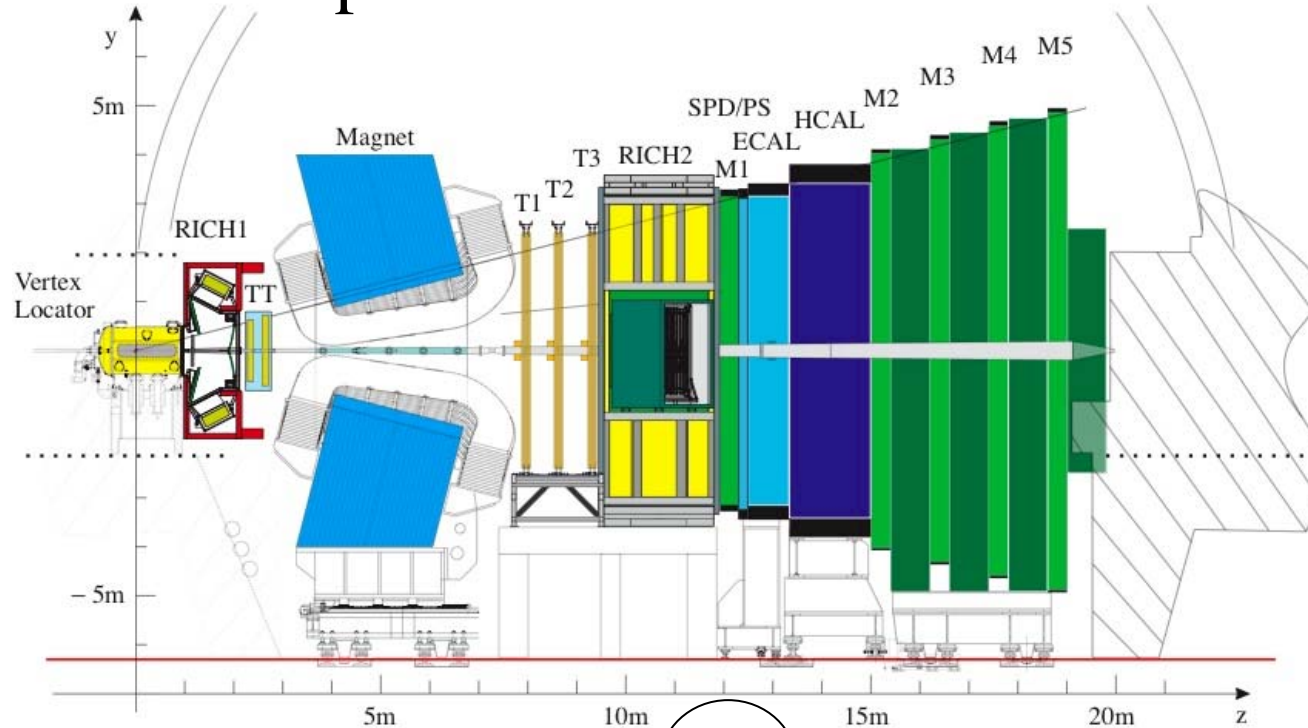 y
5m
Magnet
RICH1
Vertex
Locator
TT
T1
T2
T3
RICH2
M1
SPD/PS
ECAL
HCAL
M2
M3
M4
M5
− 5m
5m
10m
15m
20m
z